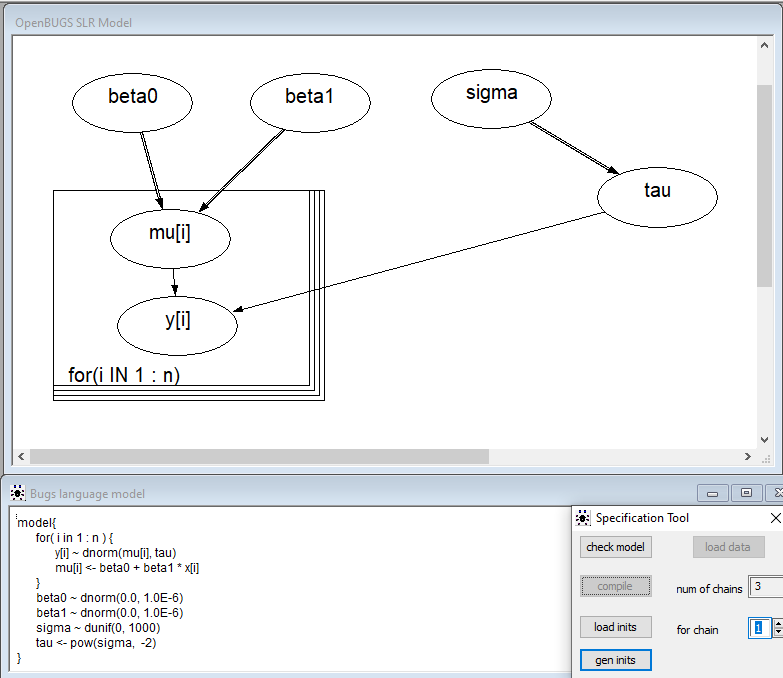 OpenBUGS SLR Model
beta0
beta1
sigma
tau
mu[i]
y[i]
for(i IN 1 : n)
Bugs language model
model{
for( i in 1 : n ) {
y[i] ~ dnorm(mu[i], tau)
mu[i] <- beta0 + beta1 * x[i]
}
beta0 ~ dnorm(0.0, 1.0E-6)
beta1 ~ dnorm(0.0, 1.0E-6)
sigma ~ dunif(0, 1000)
tau <- pow(sigma, -2)
}
Specification Tool
check model
load data
compile
num of chains
3
load inits
for chain
1
gen inits